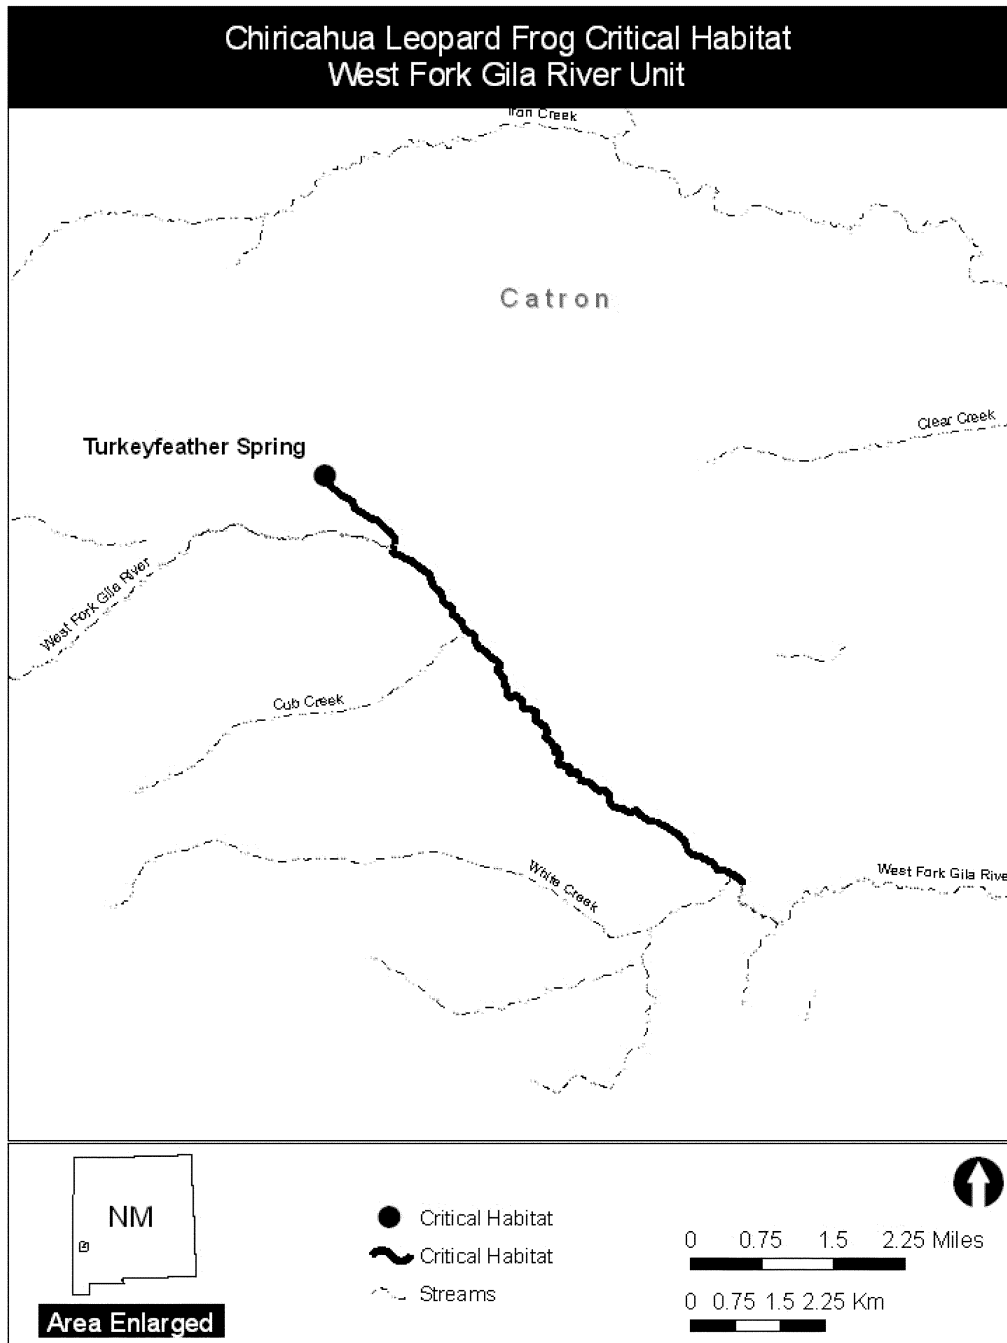 Chiricahua Leopard Frog Critical Habitat
West Fork Gila River Unit
Iron Creek
Catron
Clear Creek
Turkeyfeather Spring
West Fork Gila River
Cub Creek
White Creek
West Fork Gila Rive
NM
Area Enlarged
Critical Habitat
Critical Habitat
Streams
0 0.75 1.5 2.25 Miles
0 0.75 1.5 2.25 Km